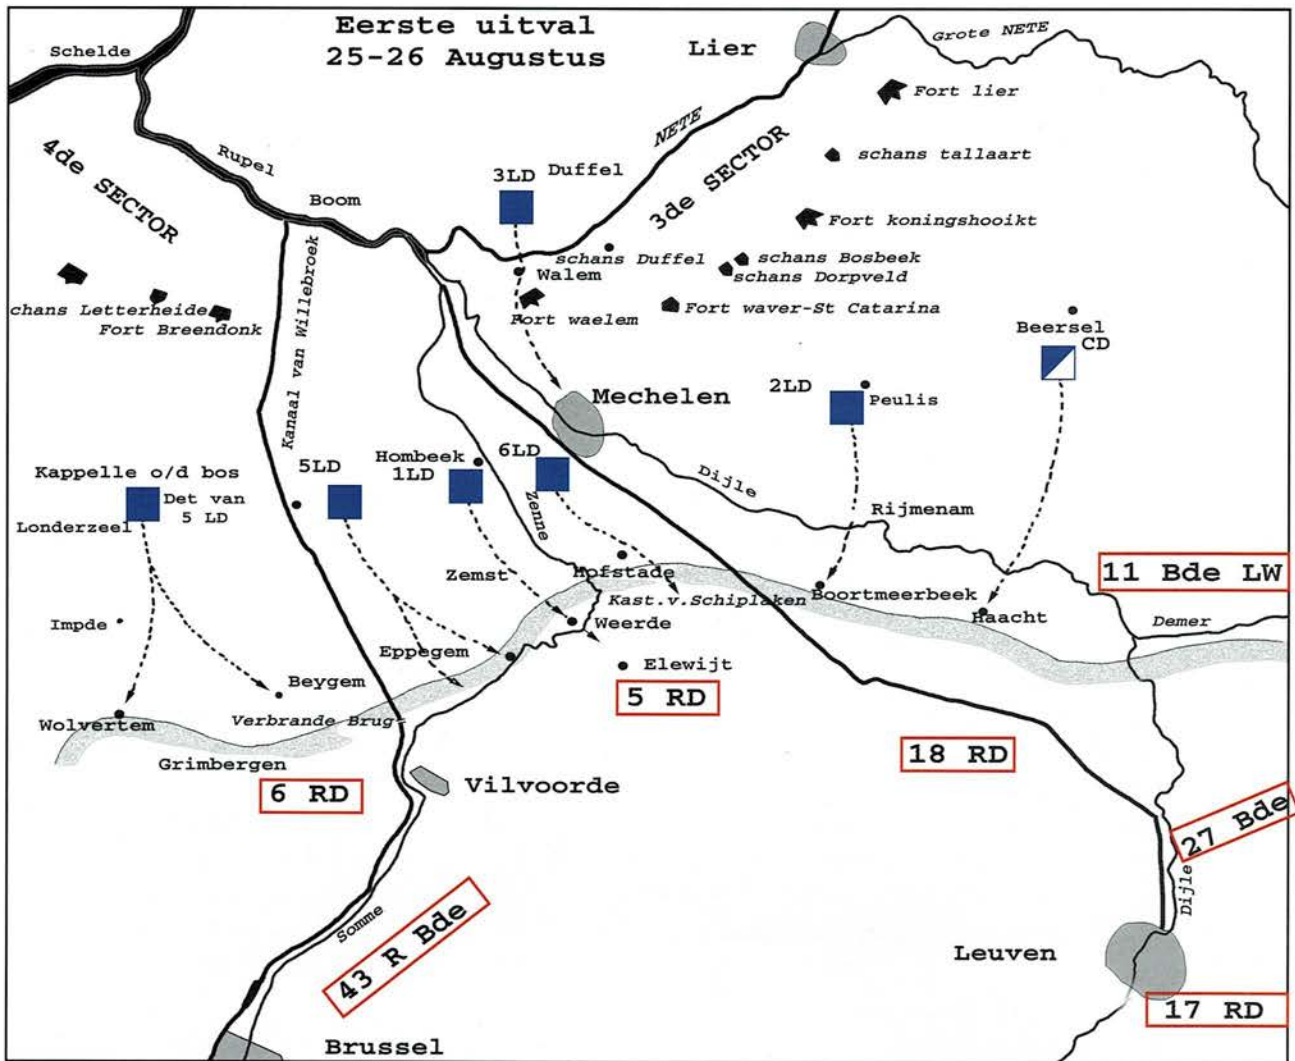 Eerste uitval
25-26 Augustus
Lier
Grote NETE
Schelde
Fort lier
NETE
4de SECTOR
Rupel
3LD
Duffel
3de SECTOR
schans tallaart
Boom
Fort koningshooikt
schans Duffel
schans Bosbeek
Walem
schans Dorpveld
chans Letterheide
Fort Breendonk
Kanaal van Willebroek
Fort waelem
Fort waver-St Catarina
Beersel
CD
Mechelen
2LD
Peulis
Kappelle o/d bos
5LD
Hombeek
1LD
6LD
Det van
5 LD
Londerzeel
Zenne
Dijle
Rijmenam
Zemst
Hofstade
11 Bde LW
Kast.v.Schiplaken
Boortmeerbeek
Haacht
Demer
Impde
Weerde
Eppegem
Elewijt
Beygem
5 RD
Verbrande Brug
Wolvertem
Grimbergen
18 RD
6 RD
Vilvoorde
27 Bde
Dijle
Somme
43 R Bde
Leuven
17 RD
Brussel